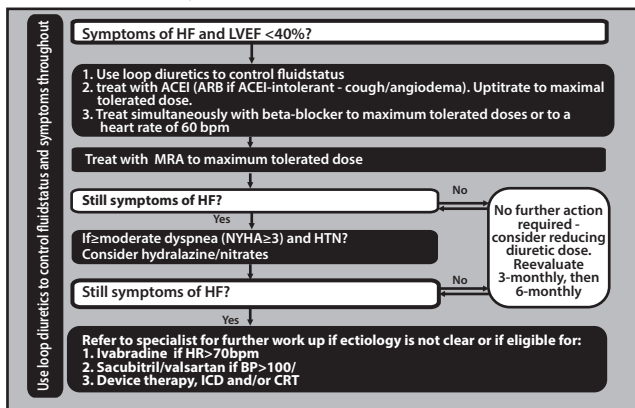 Use loop diuretics to control fluidstatus and symptoms throughout
Symptoms of HF and LVEF <40%?
1. Use loop diuretics to control fluidstatus
2. treat with ACEI (ARB if ACEI-intolerant - cough/angiodema). Uptitrate to maximal
tolerated dose.
3. Treat simultaneously with beta-blocker to maximum tolerated doses or to a
heart rate of 60 bpm
Treat with MRA to maximum tolerated dose
Still symptoms of HF?
No
Yes
No further action
required -
consider reducing
diuretic dose.
Reevaluate
3-monthly, then
6-monthly
If≥moderate dyspnea (NYHA≥3) and HTN?
Consider hydralazine/nitrates
Still symptoms of HF?
No
Yes
Refer to specialist for further work up if ectiology is not clear or if eligible for:
1. Ivabradine if HR>70bpm
2. Sacubitril/valsartan if BP>100/
3. Device therapy, ICD and/or CRT